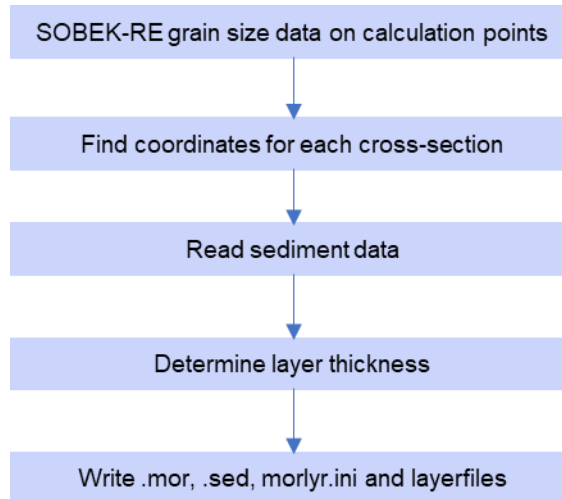 SOBEK-RE grain size data on calculation points
Find coordinates for each cross-section
Read sediment data
Determine layer thickness
Write .mor, .sed, morlyr.ini and layerfiles